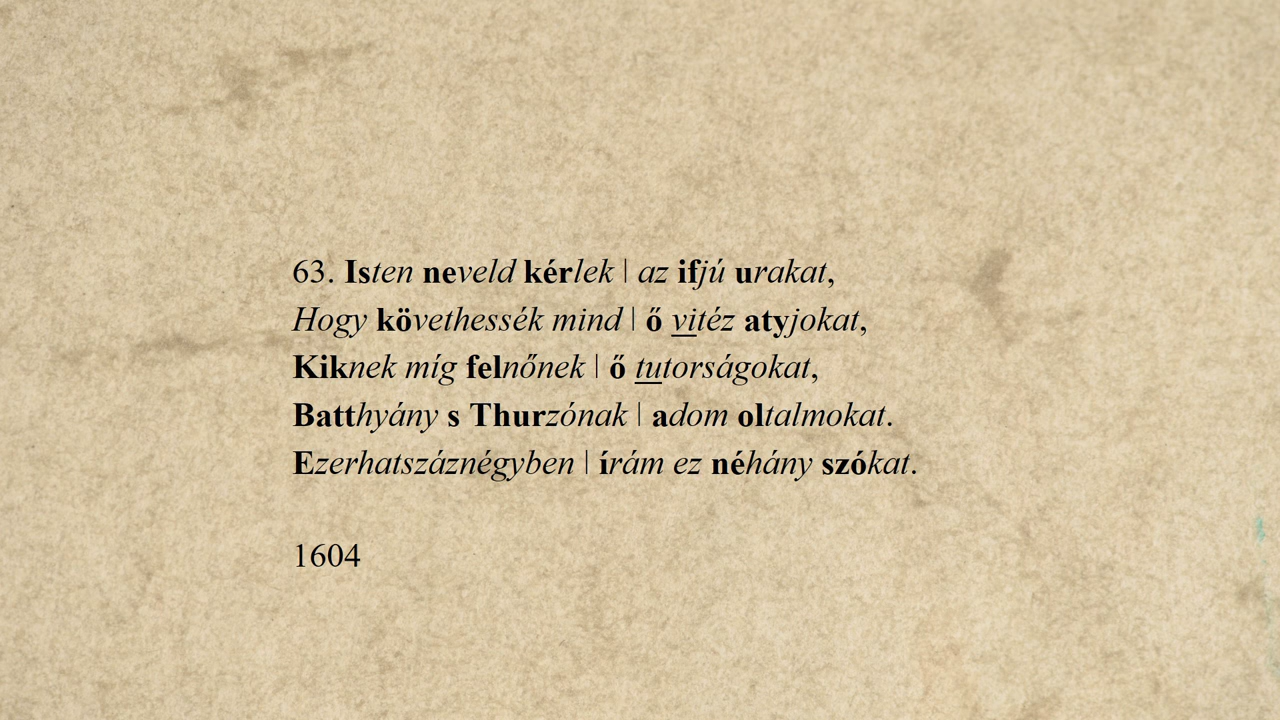 63. Isten neveld kérlek | az ifjú urakat,
Hogy követhessék mind | ő vitéz atyjokat,
Kiknek míg felnőnek | ő tutorságokat,
Batthyány s Thurzónak | adom oltalmokat.
Ezerhatszáznégyben | írám ez néhány szókat.
1604